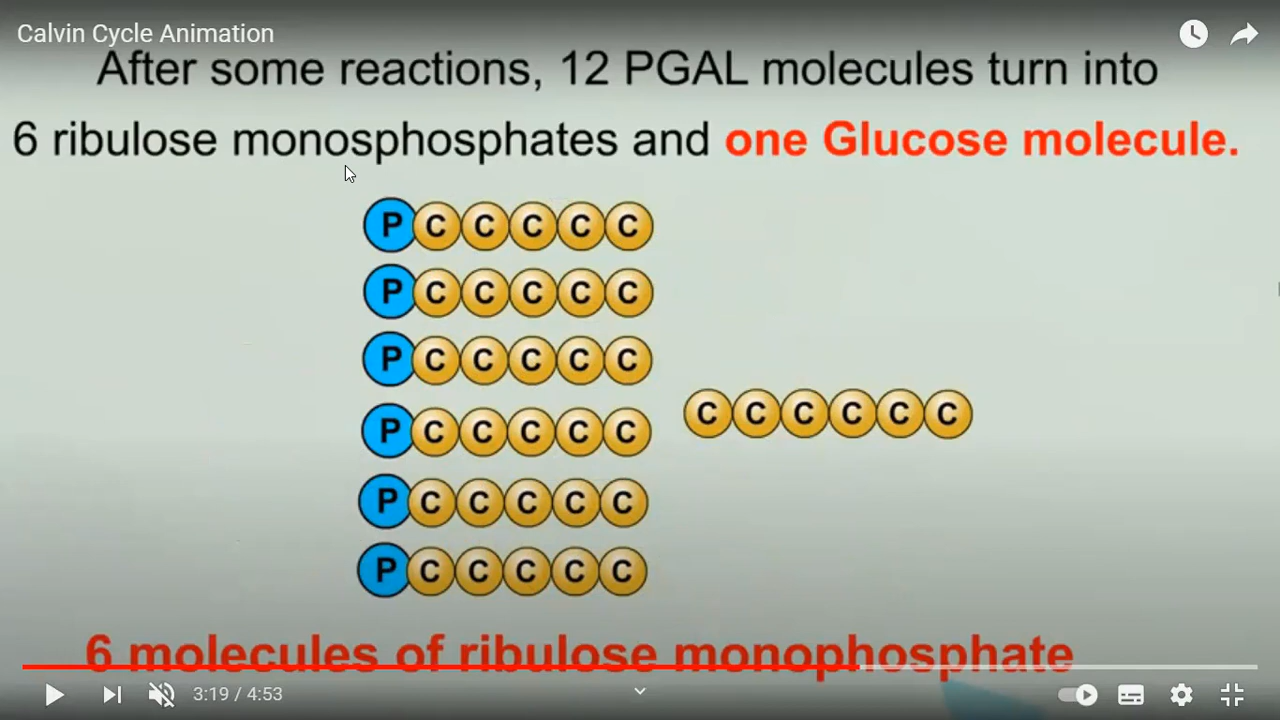 Calvin Cycle Animation
After some reactions, 12 PGAL molecules turn into
6 ribulose monosphosphates and one Glucose molecule.
P C C C C C
P C C C C C
P C C C C C
C C C C C C
P C C C C C
P C C C C C
P C C C C C
6 molecules of ribulose monophosphate
3:19 / 4:53